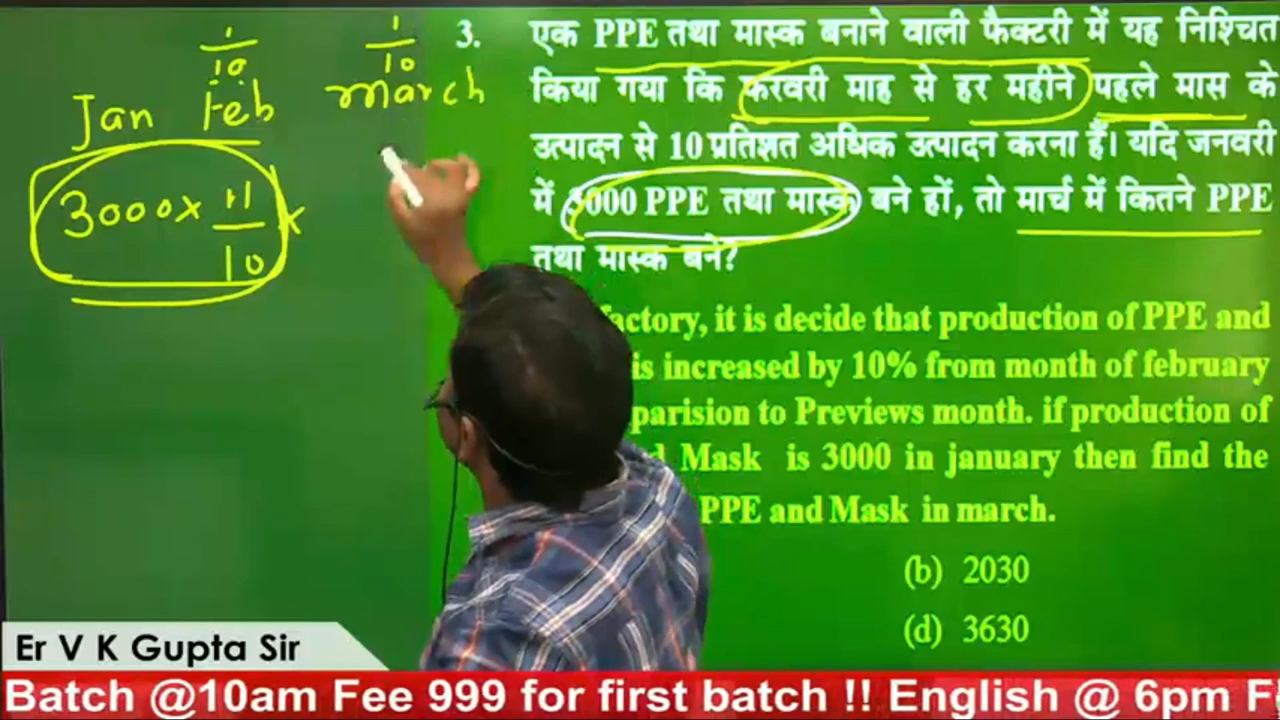 1/10 1/10
Jan Feb march
3000x 11/10 x
3. एक PPE तथा मास्क बनाने वाली फैक्टरी में यह निश्चित
किया गया कि फरवरी माह से हर महीने पहले मास के
उत्पादन से 10 प्रतिशत अधिक उत्पादन करना हैं। यदि जनवरी
में 3000 PPE तथा मास्क बने हों, तो मार्च में कितने PPE
तथा मास्क बने?
factory, it is decide that production of PPE and
is increased by 10% from month of february
parision to Previews month. if production of
Mask is 3000 in january then find the
PPE and Mask in march.
(b) 2030
(d) 3630
Er V K Gupta Sir
Batch @10am Fee 999 for first batch !! English @ 6pm